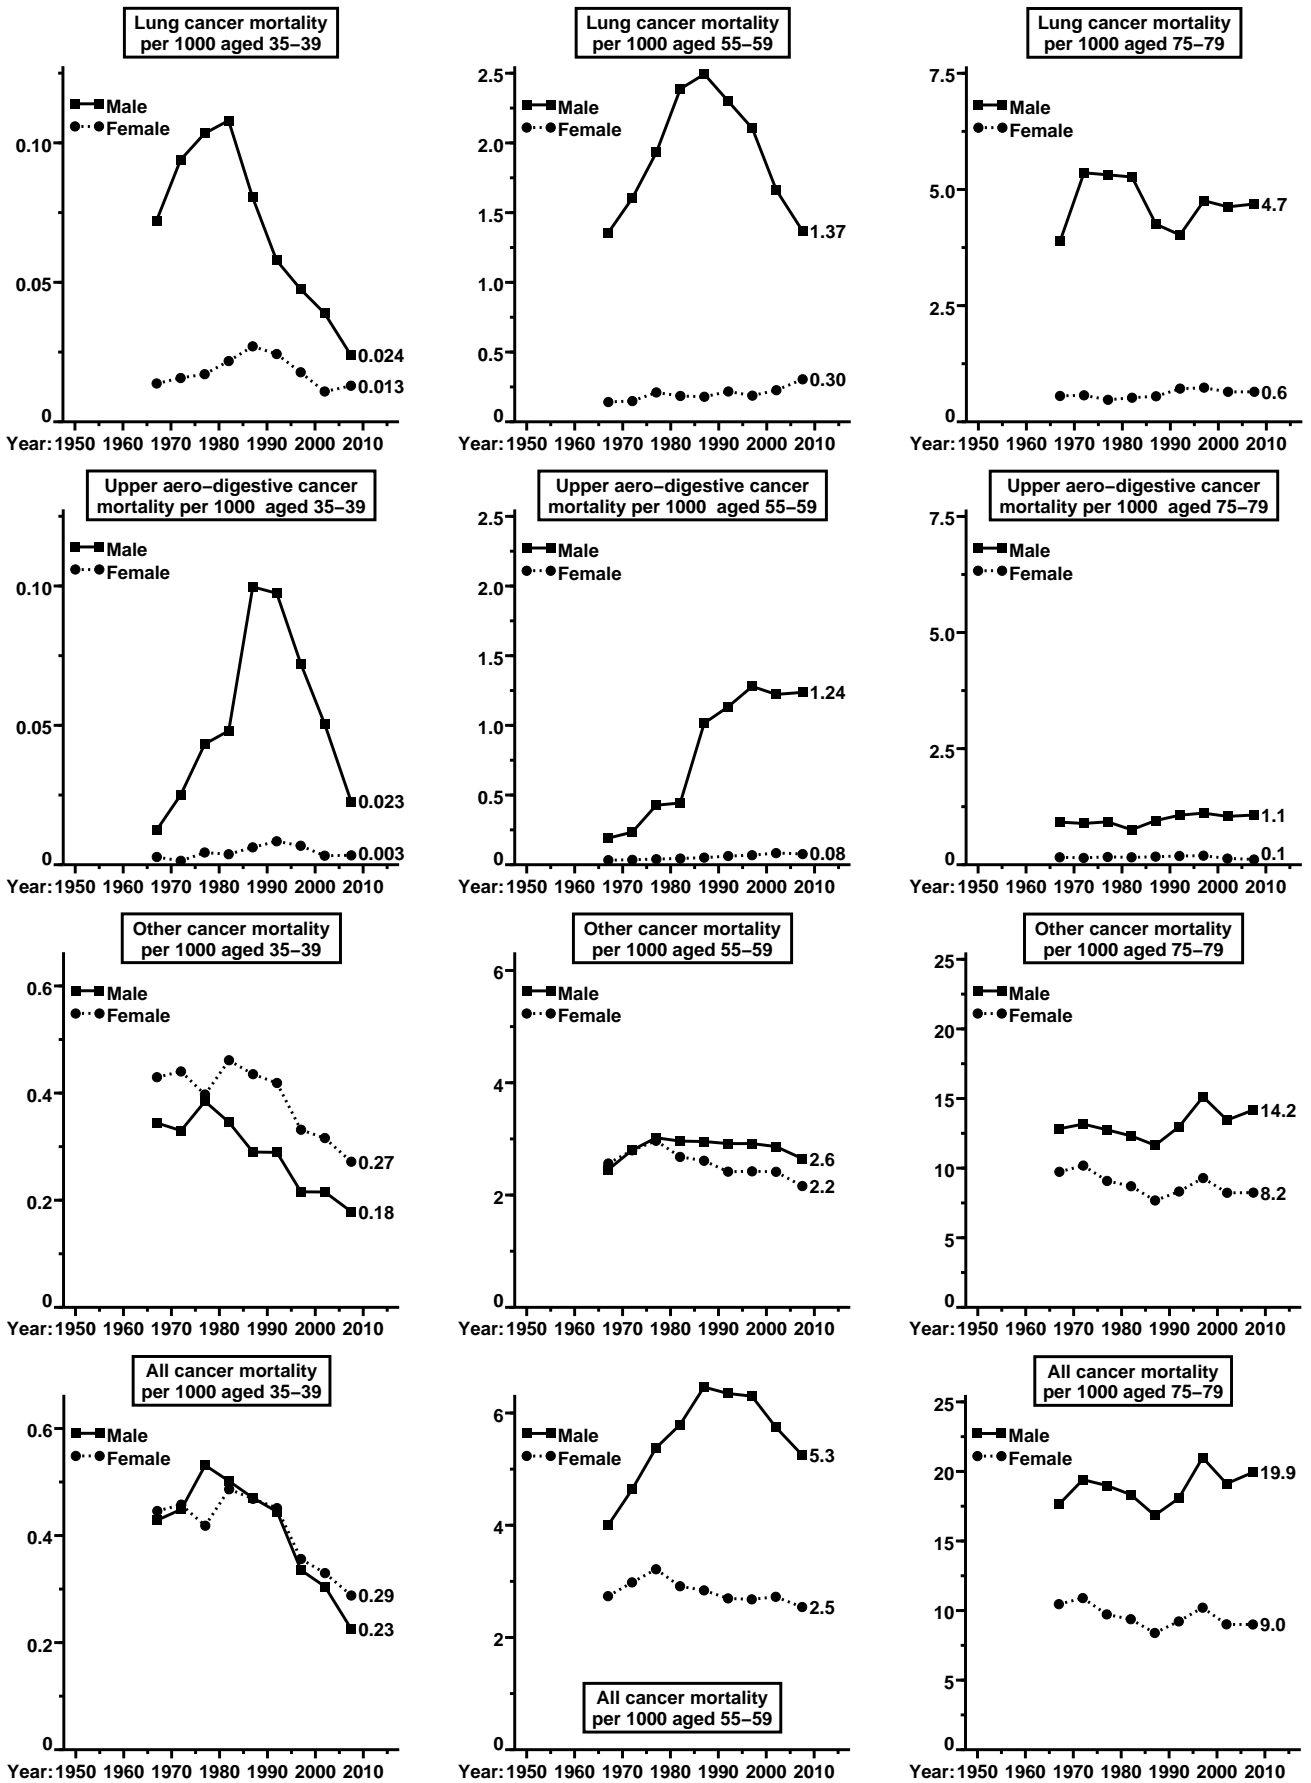 Lung cancer mortality
per 1000 aged 35–39
Male
Female
0.10
0.05
0
0.024
0.013
Year: 1950 1960 1970 1980 1990 2000 2010
Lung cancer mortality
per 1000 aged 55–59
2.5
Male
Female
2.0
1.5
1.0
0.5
0
1.37
0.30
1950 1960 1970 1980 1990 2000 2010
Lung cancer mortality
per 1000 aged 75–79
7.5
Male
Female
5.0
2.5
0
4.7
0.6
Year: 1950 1960 1970 1980 1990 2000 2010
Upper aero–digestive cancer
mortality per 1000 aged 35–39
Male
Female
0.10
0.05
0
0.023
0.003
Year: 1950 1960 1970 1980 1990 2000 2010
Upper aero–digestive cancer
mortality per 1000 aged 55–59
2.5
Male
Female
2.0
1.5
1.0
0.5
0
1.24
0.08
Year: 1950 1960 1970 1980 1990 2000 2010
Upper aero–digestive cancer
mortality per 1000 aged 75–79
7.5
Male
Female
5.0
2.5
0
1.1
0.1
Year: 1950 1960 1970 1980 1990 2000 2010
Other cancer mortality
per 1000 aged 35–39
0.6
Male
Female
0.4
0.2
0
0.27
0.18
Year: 1950 1960 1970 1980 1990 2000 2010
Other cancer mortality
per 1000 aged 55–59
6
Male
Female
4
2
0
2.6
2.2
Year: 1950 1960 1970 1980 1990 2000 2010
Other cancer mortality
per 1000 aged 75–79
25
Male
Female
20
15
10
5
0
14.2
8.2
Year: 1950 1960 1970 1980 1990 2000 2010
All cancer mortality
per 1000 aged 35–39
0.6
Male
Female
0.4
0.2
0
0.29
0.23
Year: 1950 1960 1970 1980 1990 2000 2010
6
Male
Female
4
2
0
5.3
2.5
All cancer mortality
per 1000 aged 55–59
Year: 1950 1960 1970 1980 1990 2000 2010
All cancer mortality
per 1000 aged 75–79
25
Male
Female
20
15
10
5
0
19.9
9.0
Year: 1950 1960 1970 1980 1990 2000 2010